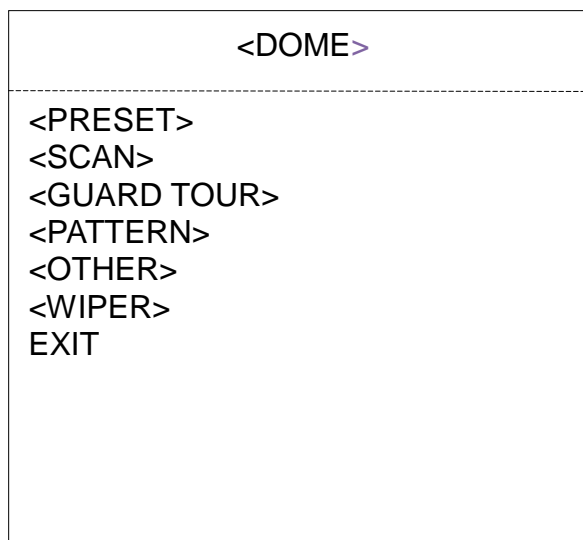 <DOME>
<PRESET>
<SCAN>
<GUARD TOUR>
<PATTERN>
<OTHER>
<WIPER>
EXIT